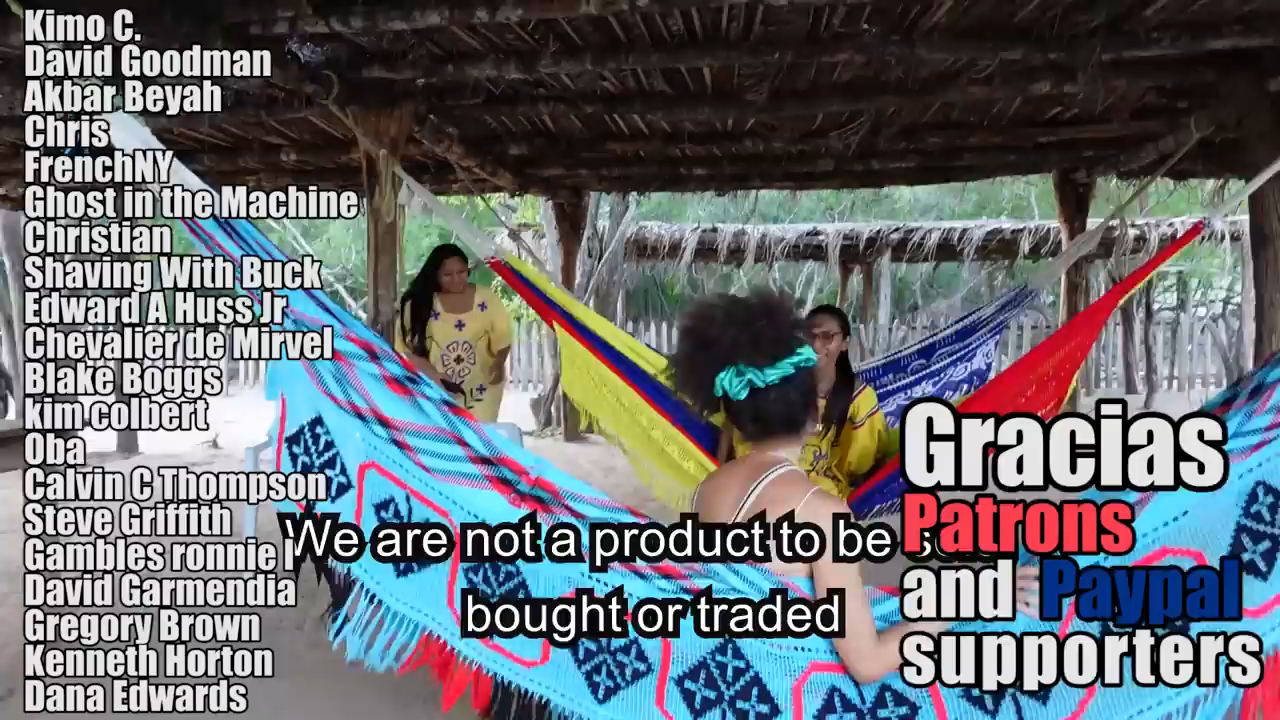 Kimo C.
David Goodman
Akbar Beyah
Chris
FrenchNY
Ghost in the Machine
Christian
Shaving With Buck
Edward A Huss Jr
Chevalier de Mirvel
Blake Boggs
kim colbert
Oba
Calvin C Thompson
Steve Griffith
Gambles ronnie
David Garmendia
Gregory Brown
Kenneth Horton
Dana Edwards
We are not a product to be
bought or traded
Gracias
Patrons
and Paypal
supporters